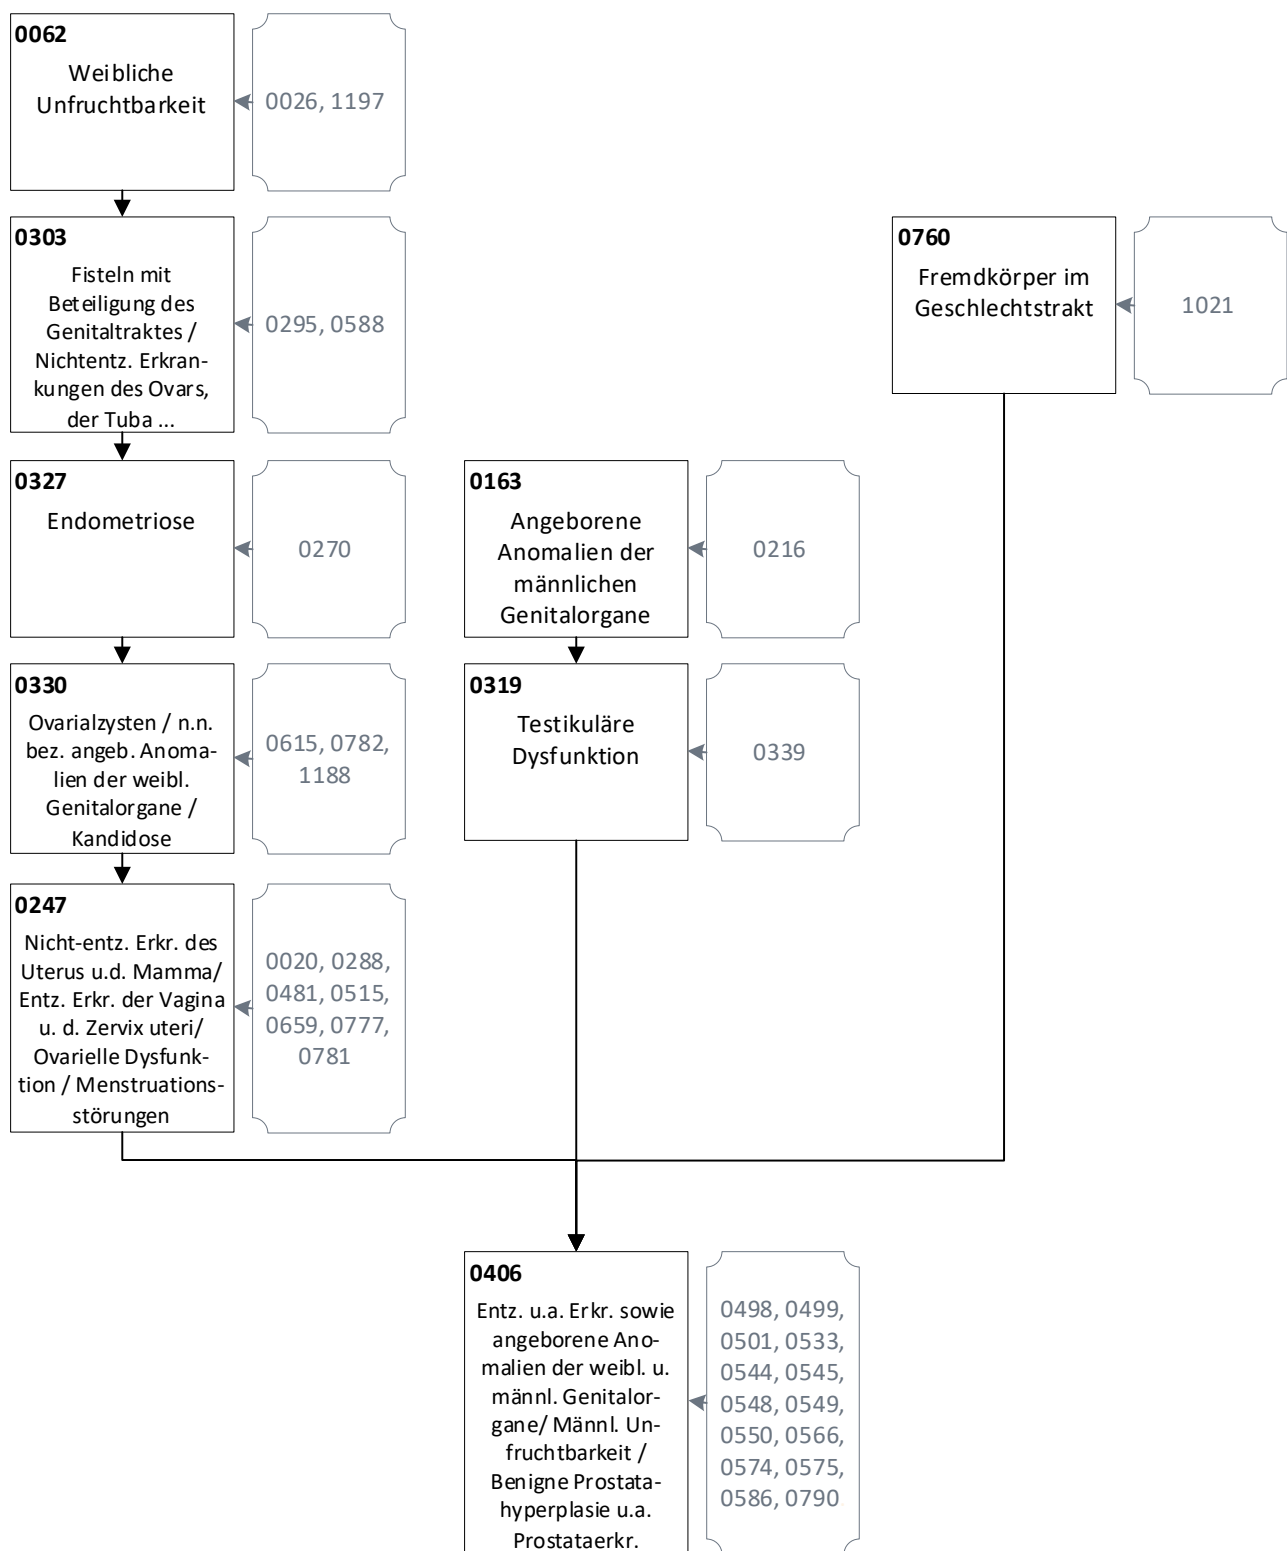 0062
Weibliche
Unfruchtbarkeit
0026, 1197
0303
Fisteln mit
Beteiligung des
Genitaltraktes /
Nichtentz. Erkran-
kungen des Ovars,
der Tuba ...
0295, 0588
0760
Fremdkörper im
Geschlechtstrakt
1021
0327
Endometriose
0270
0163
Angeborene
Anomalien der
männlichen
Genitalorgane
0216
0330
Ovarialzysten / n.n.
bez. angeb. Anoma-
lien der weibl.
Genitalorgane /
Kandidose
0615, 0782,
1188
0319
Testikuläre
Dysfunktion
0339
0247
Nicht-entz. Erkr. des
Uterus u.d. Mamma/
Entz. Erkr. der Vagina
u. d. Zervix uteri/
Ovarielle Dysfunk-
tion / Menstruations-
störungen
0020, 0288,
0481, 0515,
0659, 0777,
0781
0406
Entz. u.a. Erkr. sowie
angeborene Ano-
malien der weibl. u.
männl. Genitalor-
gane/ Männl. Un-
fruchtbarkeit /
Benigne Prostata-
hyperplasie u.a.
Prostataerkr.
0498, 0499,
0501, 0533,
0544, 0545,
0548, 0549,
0550, 0566,
0574, 0575,
0586, 0790